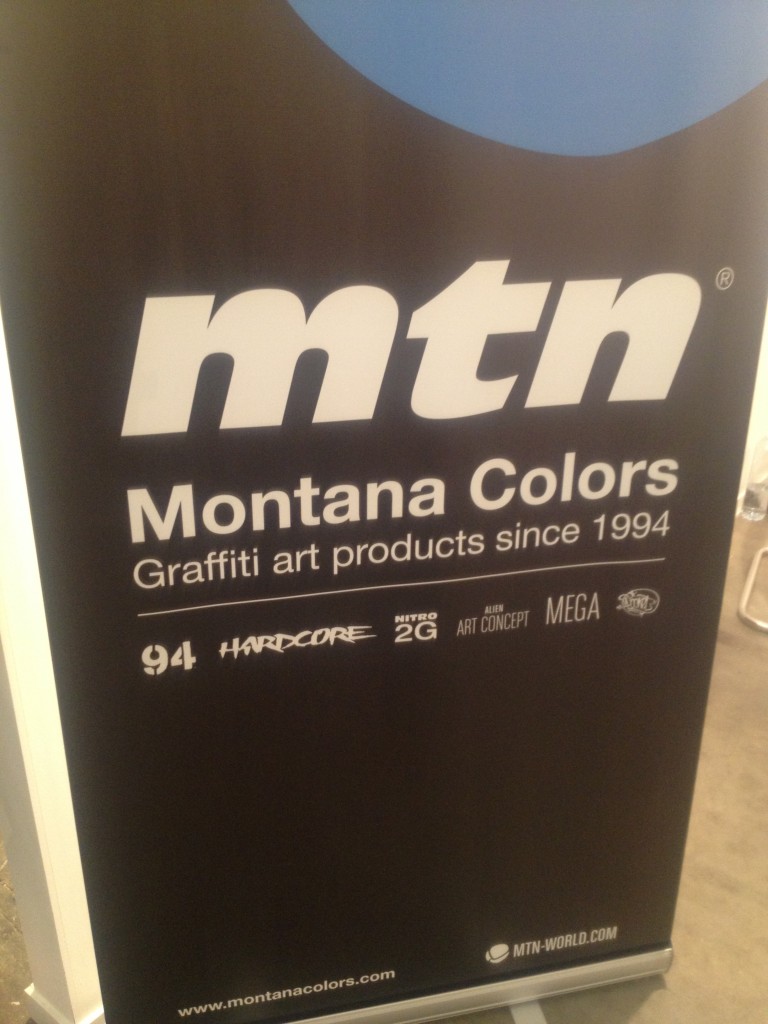 mtn®
Montana Colors
Graffiti art products since 1994
94 HARDCORE NITRO 2G ALIEN ART CONCEPT MEGA
MTN-WORLD.COM
www.montanacolors.com